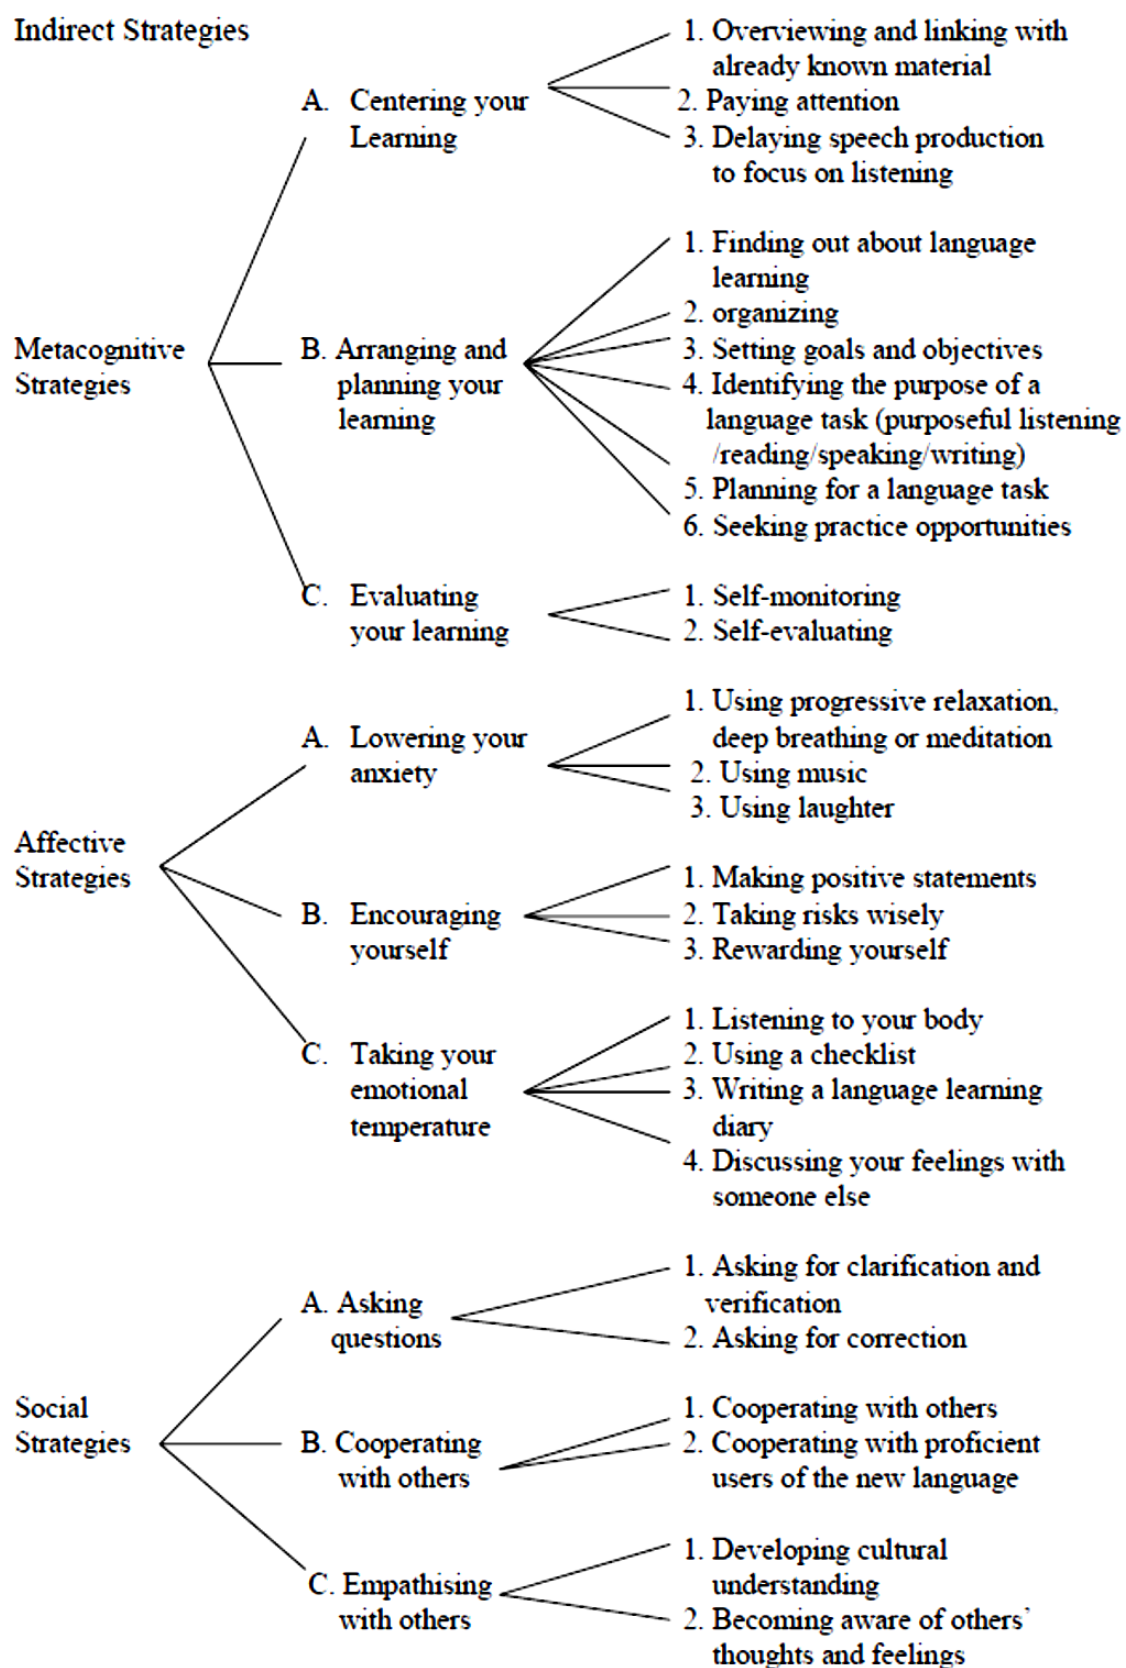 Indirect Strategies
Metacognitive
Strategies
A. Centering your
Learning
1. Overviewing and linking with
already known material
2. Paying attention
3. Delaying speech production
to focus on listening
B. Arranging and
planning your
learning
1. Finding out about language
learning
2. organizing
3. Setting goals and objectives
4. Identifying the purpose of a
language task (purposeful listening
/reading/speaking/writing)
5. Planning for a language task
6. Seeking practice opportunities
C. Evaluating
your learning
1. Self-monitoring
2. Self-evaluating
Affective
Strategies
A. Lowering your
anxiety
1. Using progressive relaxation,
deep breathing or meditation
2. Using music
3. Using laughter
B. Encouraging
yourself
1. Making positive statements
2. Taking risks wisely
3. Rewarding yourself
C. Taking your
emotional
temperature
1. Listening to your body
2. Using a checklist
3. Writing a language learning
diary
4. Discussing your feelings with
someone else
Social
Strategies
A. Asking
questions
1. Asking for clarification and
verification
2. Asking for correction
B. Cooperating
with others
1. Cooperating with others
2. Cooperating with proficient
users of the new language
C. Empathising
with others
1. Developing cultural
understanding
2. Becoming aware of others'
thoughts and feelings